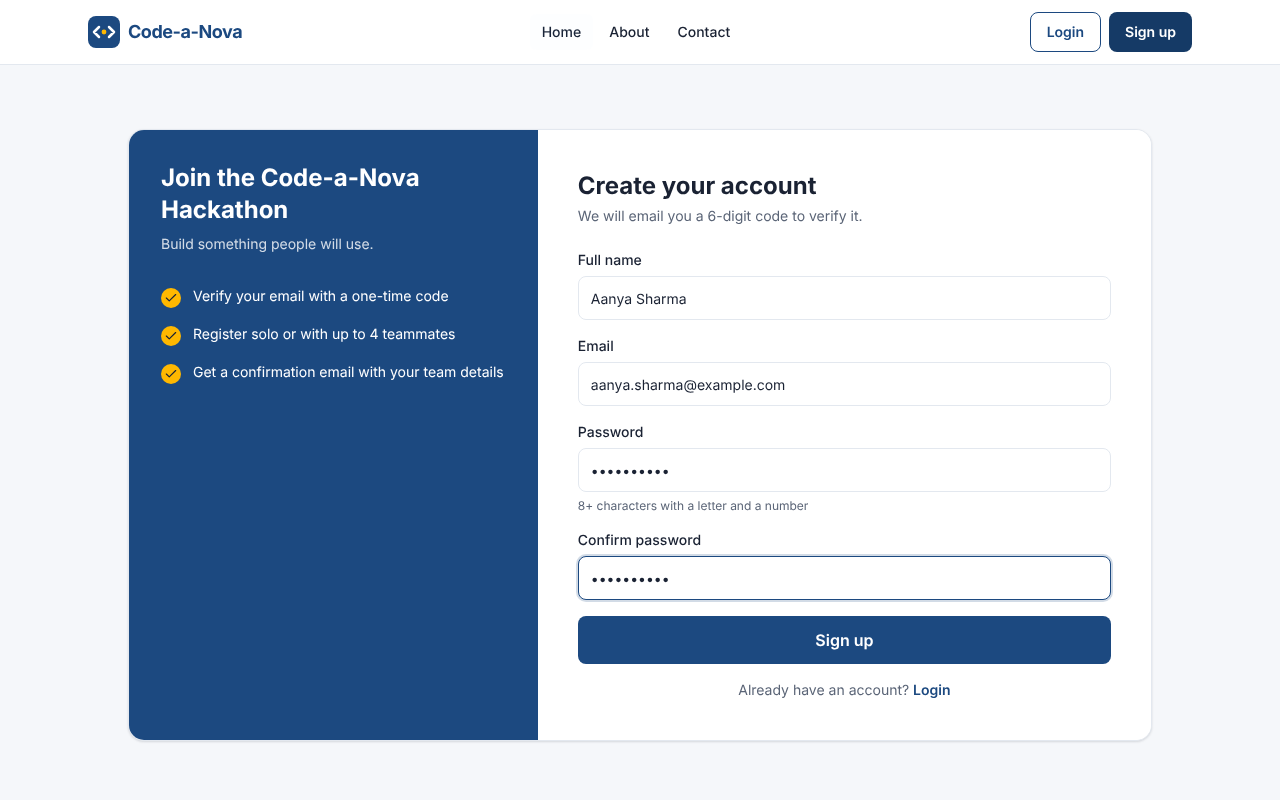 Code-a-Nova
Home About Contact
Login Sign up
Join the Code-a-Nova
Hackathon
Build something people will use.
Verify your email with a one-time code
Register solo or with up to 4 teammates
Get a confirmation email with your team details
Create your account
We will email you a 6-digit code to verify it.
Full name
Aanya Sharma
Email
aanya.sharma@example.com
Password
••••••••••
8+ characters with a letter and a number
Confirm password
••••••••••
Sign up
Already have an account? Login